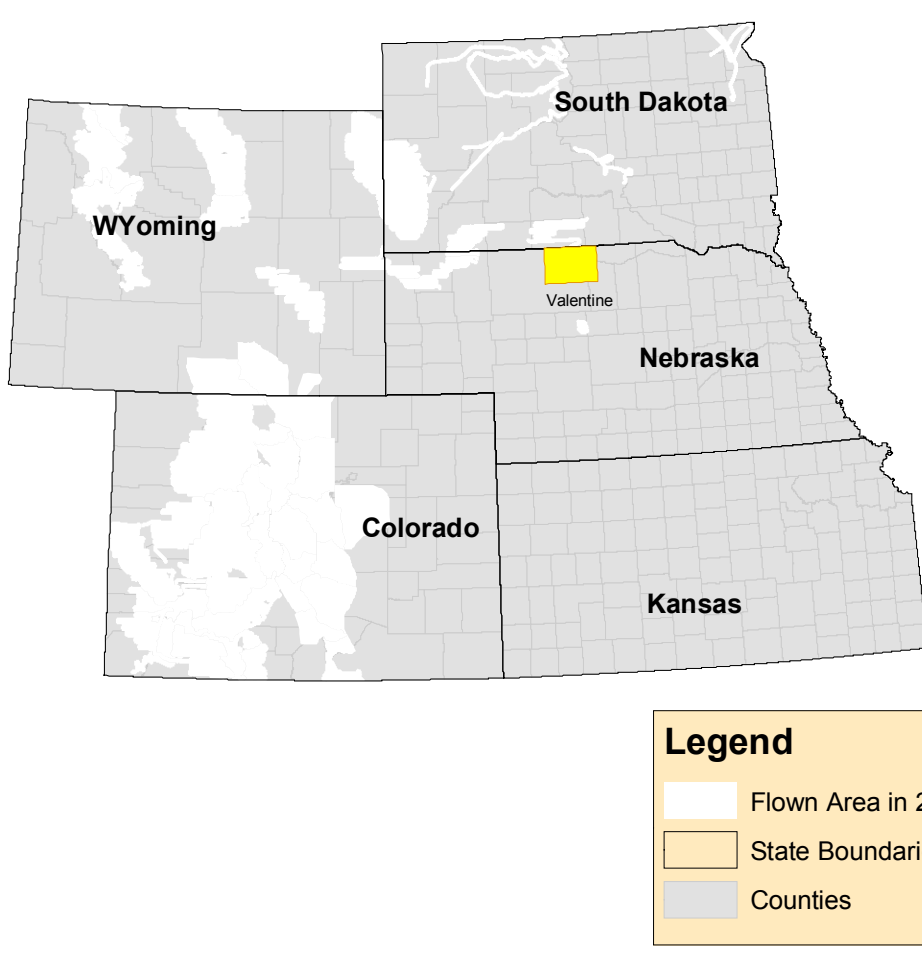 South Dakota
WYoming
Valentine
Nebraska
Colorado
Kansas
Legend
Flown Area in 2
State Boundari
Counties